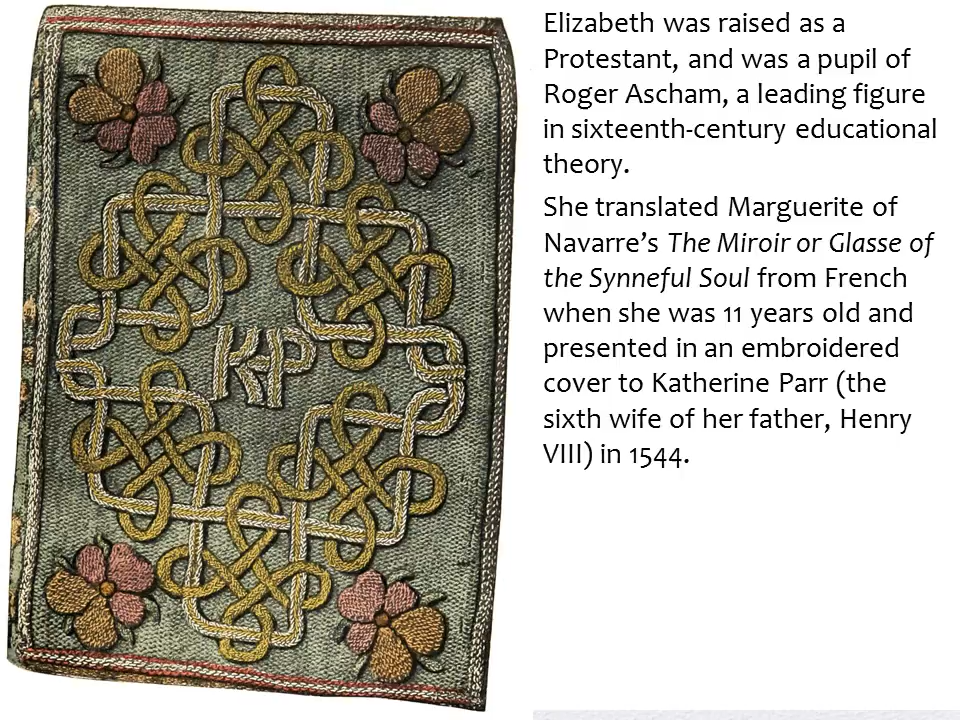 Elizabeth was raised as a
Protestant, and was a pupil of
Roger Ascham, a leading figure
in sixteenth-century educational
theory.
She translated Marguerite of
Navarre’s The Miroir or Glasse of
the Synneful Soul from French
when she was 11 years old and
presented in an embroidered
cover to Katherine Parr (the
sixth wife of her father, Henry
VIII) in 1544.
KP